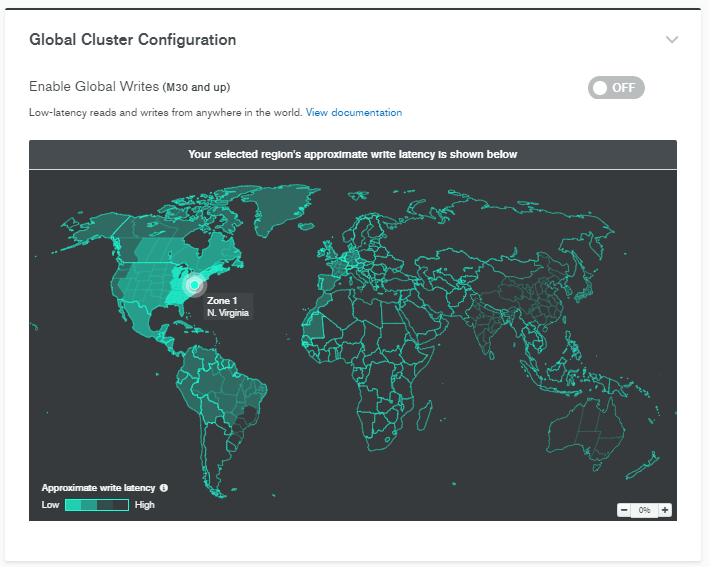 Global Cluster Configuration
Enable Global Writes (M30 and up)
OFF
Low-latency reads and writes from anywhere in the world. View documentation
Your selected region's approximate write latency is shown below
Zone 1
N. Virginia
Approximate write latency
Low High
0%